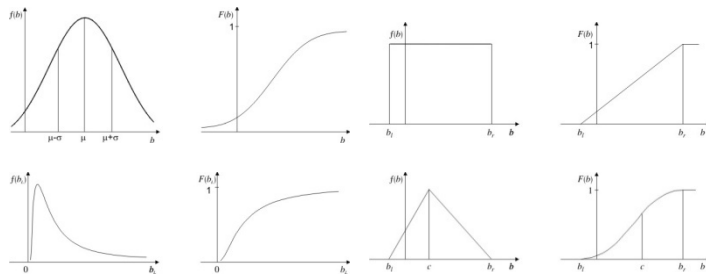 f(b)
μ-σ μ μ+σ b
F(b)
1
b
f(b)
b_l b_r b
F(b)
1
b_l b_r b
f(b_L)
0 b_L
F(b_L)
1
0 b_L
f(b)
b_l c b_r b
F(b)
1
b_l c b_r b